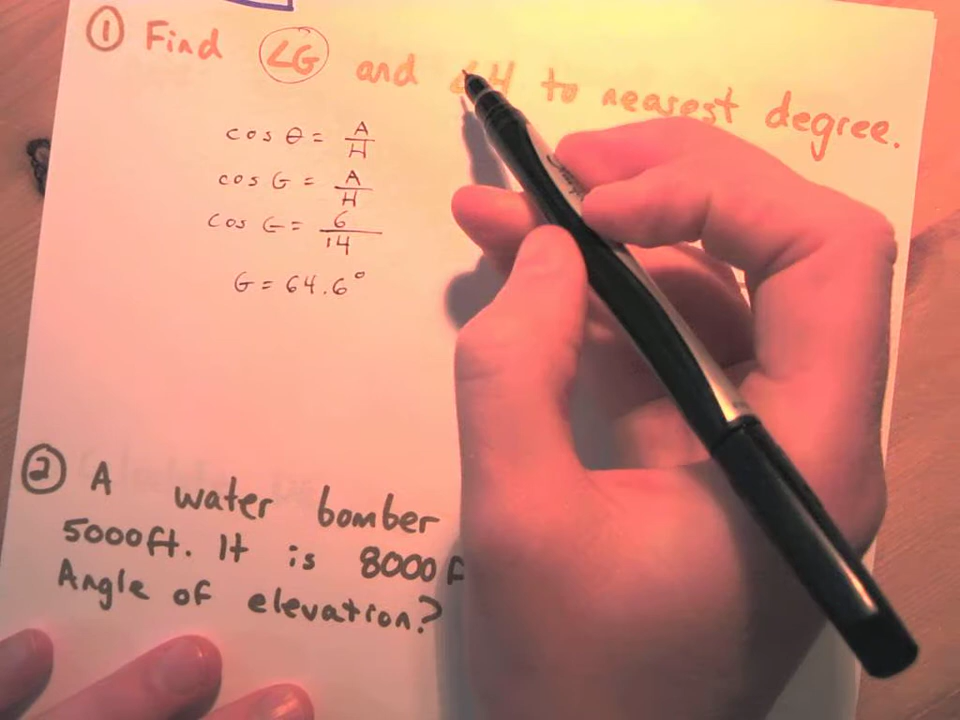 ① Find ∠G and ∠H to nearest degree.
cos θ = A/H
cos G = A/H
cos G = 6/14
G = 64.6°
② A water bomber
5000ft. It is 8000f
Angle of elevation?